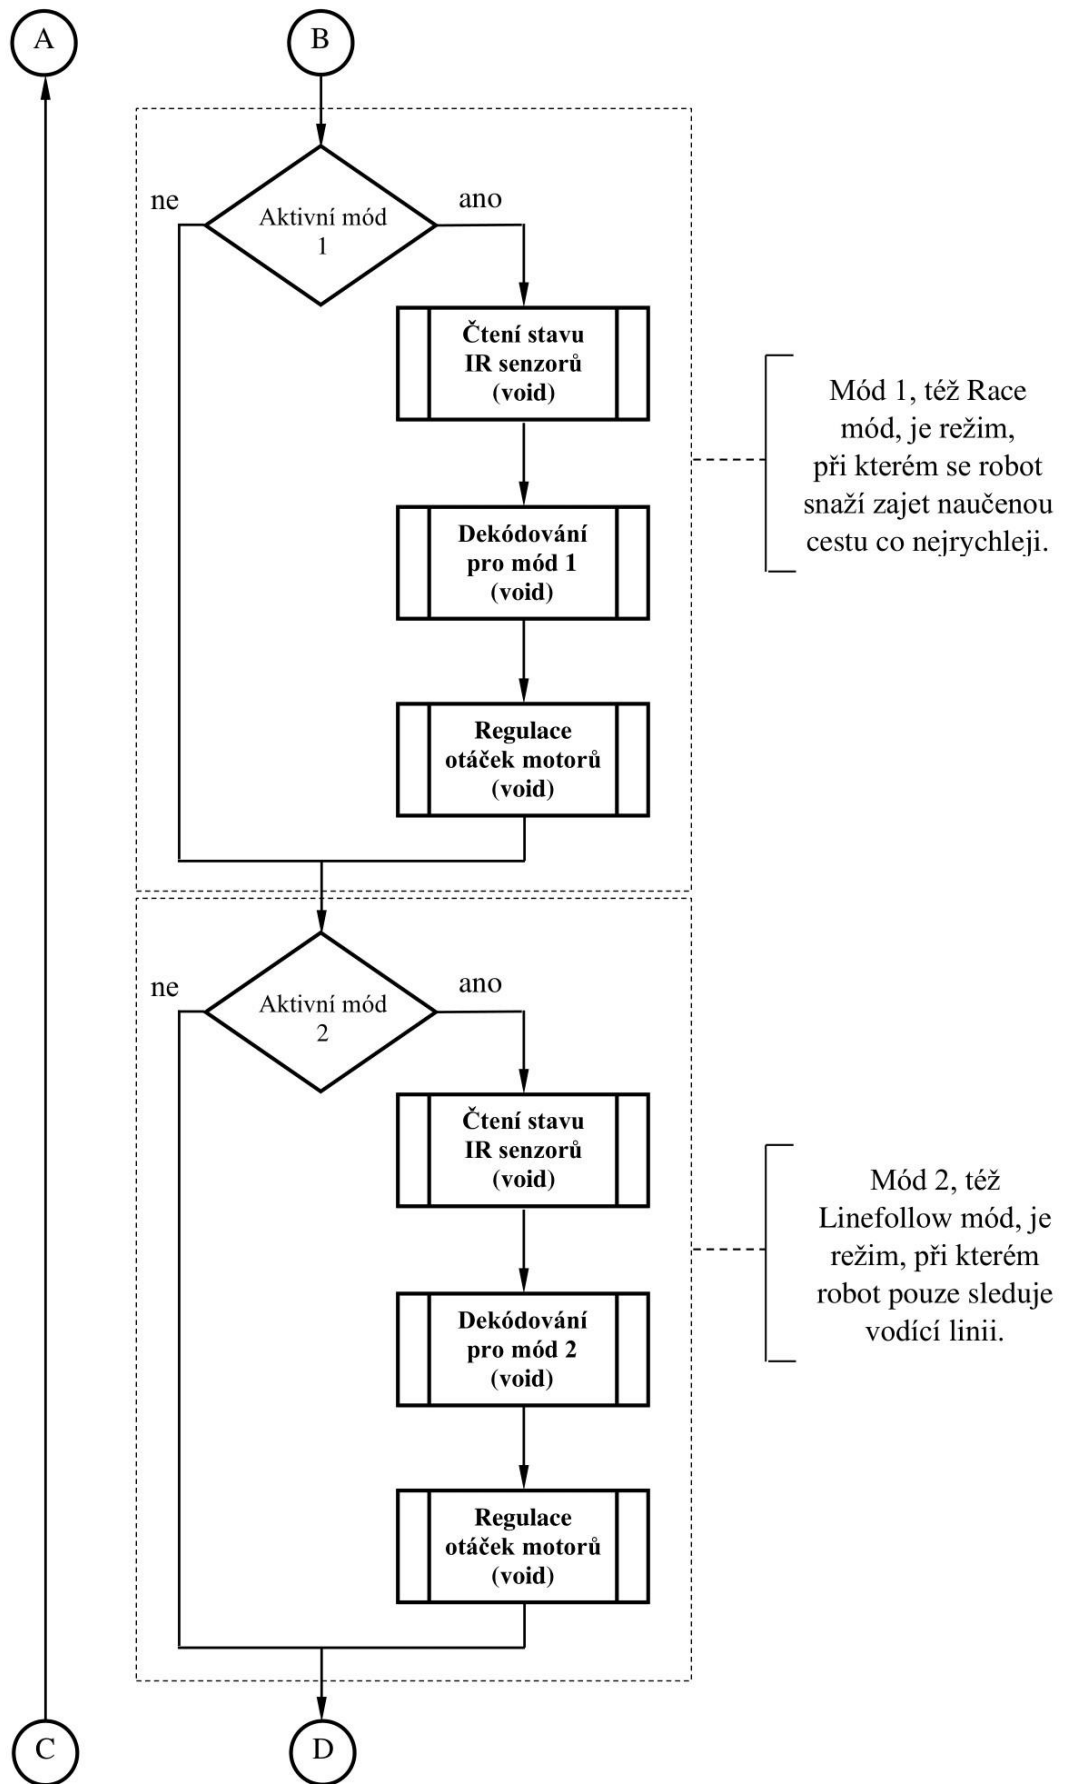 A
B
ne
ano
Aktivní mód
1
Čtení stavu
IR senzorů
(void)
Dekódování
pro mód 1
(void)
Regulace
otáček motorů
(void)
Mód 1, též Race
mód, je režim,
při kterém se robot
snaží zajet naučenou
cestu co nejrychleji.
ne
ano
Aktivní mód
2
Čtení stavu
IR senzorů
(void)
Dekódování
pro mód 2
(void)
Regulace
otáček motorů
(void)
Mód 2, též
Linefollow mód, je
režim, při kterém
robot pouze sleduje
vodící linii.
C
D